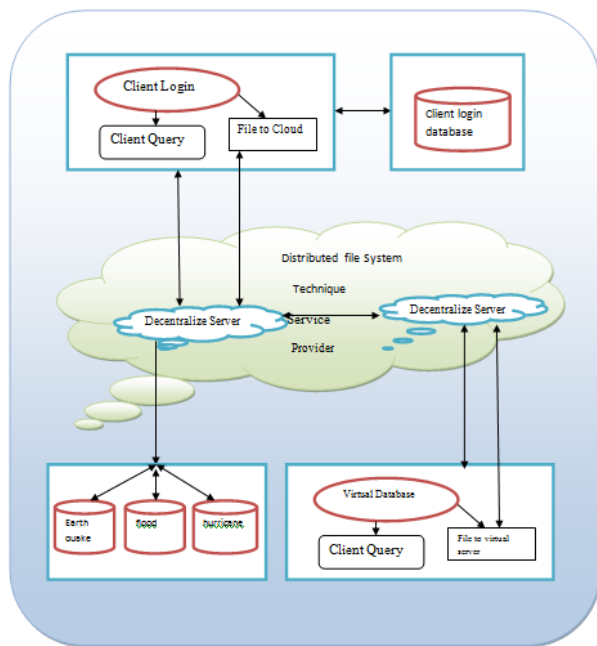 Client Login
Client Query
File to Cloud
Client login
database
Distributed file System
Technique
Decentralize Server
Service
Decentralize Server
Provider
Earth
quake
flood
hurricane
Virtual Database
Client Query
File to virtual
server